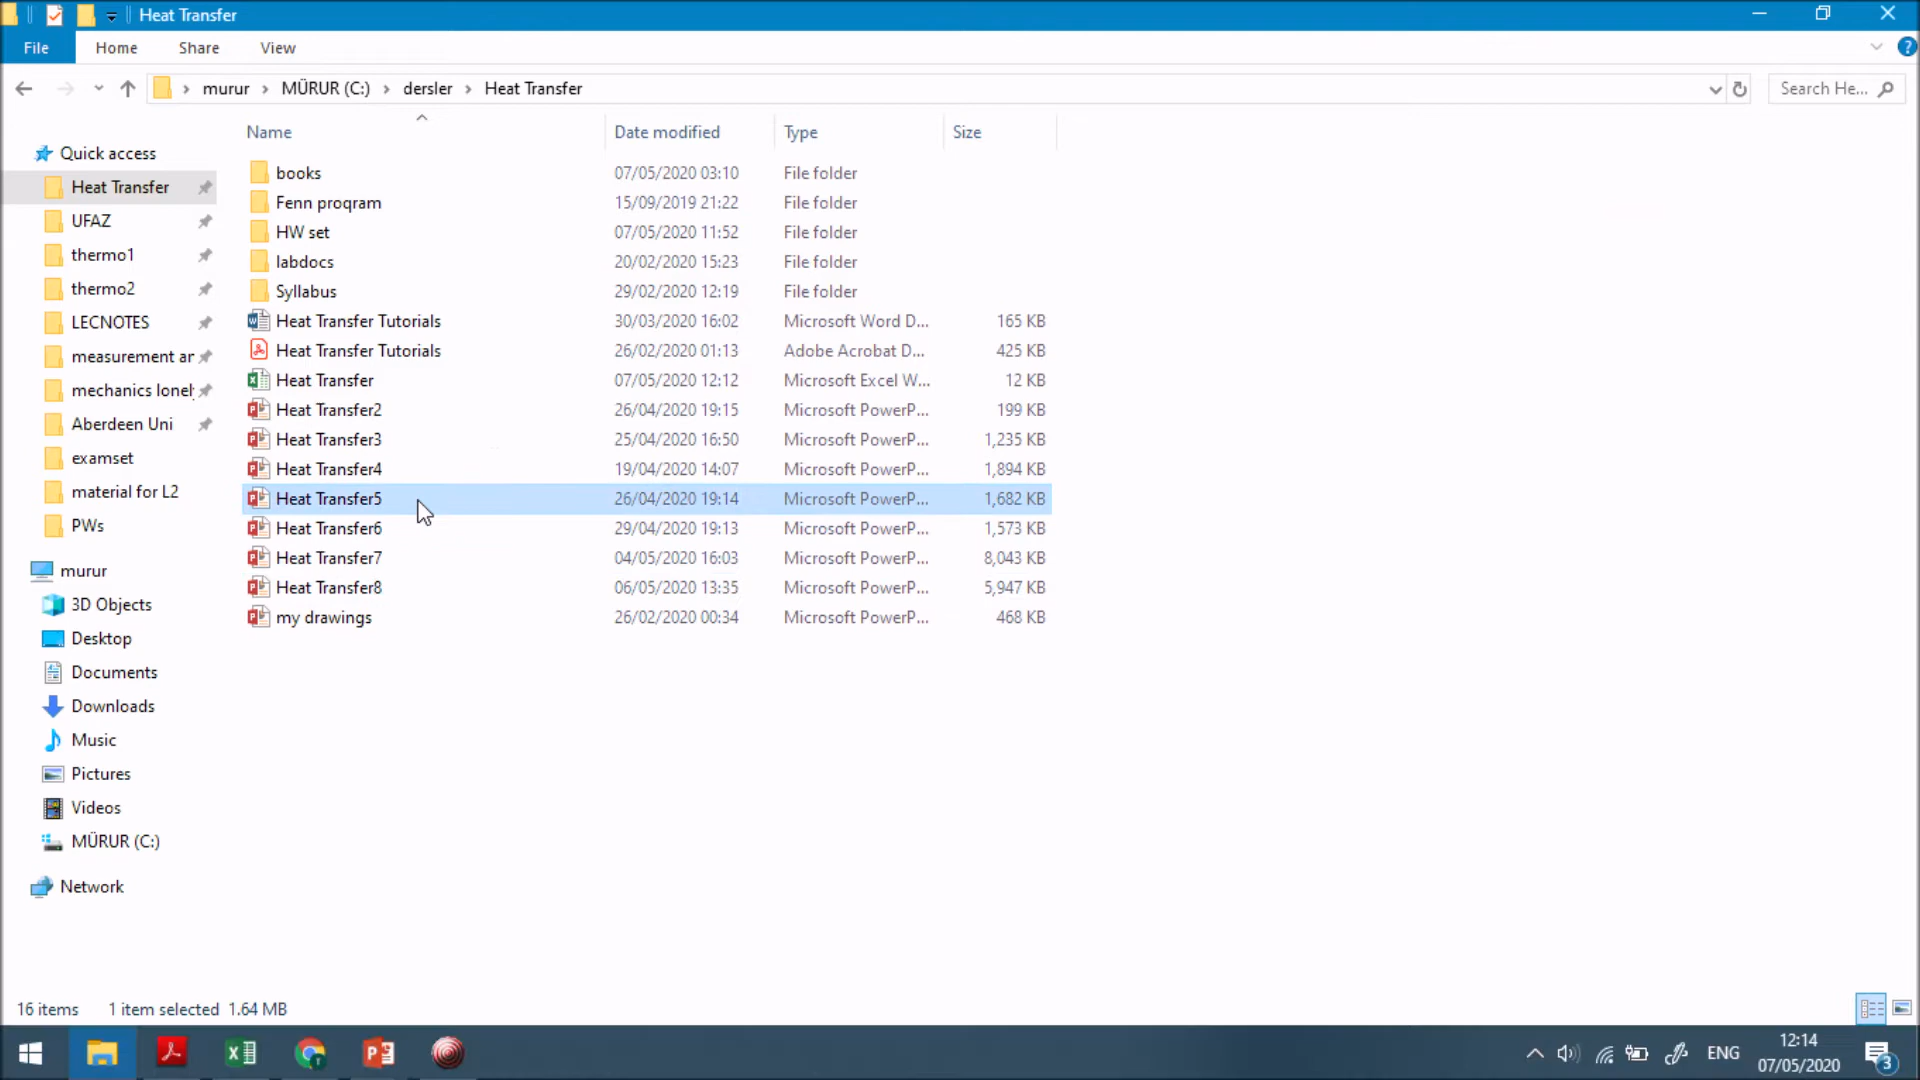 Heat Transfer
File Home Share View
murur › MÜRUR (C:) › dersler › Heat Transfer
Search He...
Name Date modified Type Size
Quick access
Heat Transfer
UFAZ
thermo1
thermo2
LECNOTES
measurement ar
mechanics lonel
Aberdeen Uni
examset
material for L2
PWs
murur
3D Objects
Desktop
Documents
Downloads
Music
Pictures
Videos
MÜRUR (C:)
Network
books 07/05/2020 03:10 File folder
Fenn proqram 15/09/2019 21:22 File folder
HW set 07/05/2020 11:52 File folder
labdocs 20/02/2020 15:23 File folder
Syllabus 29/02/2020 12:19 File folder
Heat Transfer Tutorials 30/03/2020 16:02 Microsoft Word D... 165 KB
Heat Transfer Tutorials 26/02/2020 01:13 Adobe Acrobat D... 425 KB
Heat Transfer 07/05/2020 12:12 Microsoft Excel W... 12 KB
Heat Transfer2 26/04/2020 19:15 Microsoft PowerP... 199 KB
Heat Transfer3 25/04/2020 16:50 Microsoft PowerP... 1,235 KB
Heat Transfer4 19/04/2020 14:07 Microsoft PowerP... 1,894 KB
Heat Transfer5 26/04/2020 19:14 Microsoft PowerP... 1,682 KB
Heat Transfer6 29/04/2020 19:13 Microsoft PowerP... 1,573 KB
Heat Transfer7 04/05/2020 16:03 Microsoft PowerP... 8,043 KB
Heat Transfer8 06/05/2020 13:35 Microsoft PowerP... 5,947 KB
my drawings 26/02/2020 00:34 Microsoft PowerP... 468 KB
16 items 1 item selected 1.64 MB
ENG
12:14
07/05/2020
3